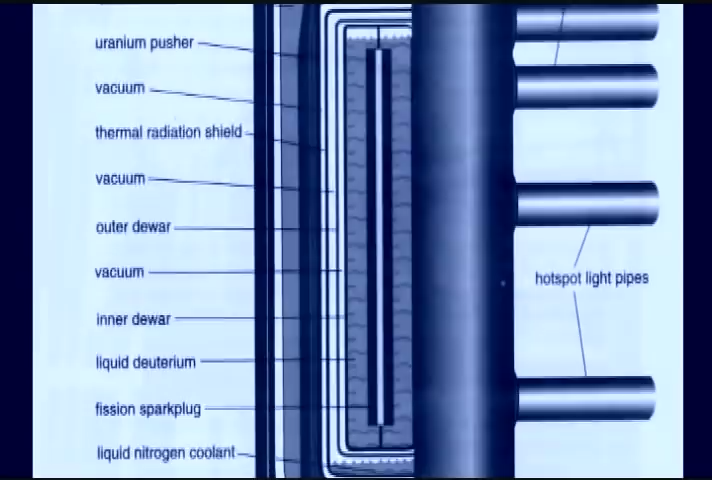 uranium pusher
vacuum
thermal radiation shield
vacuum
outer dewar
vacuum
hotspot light pipes
inner dewar
liquid deuterium
fission sparkplug
liquid nitrogen coolant